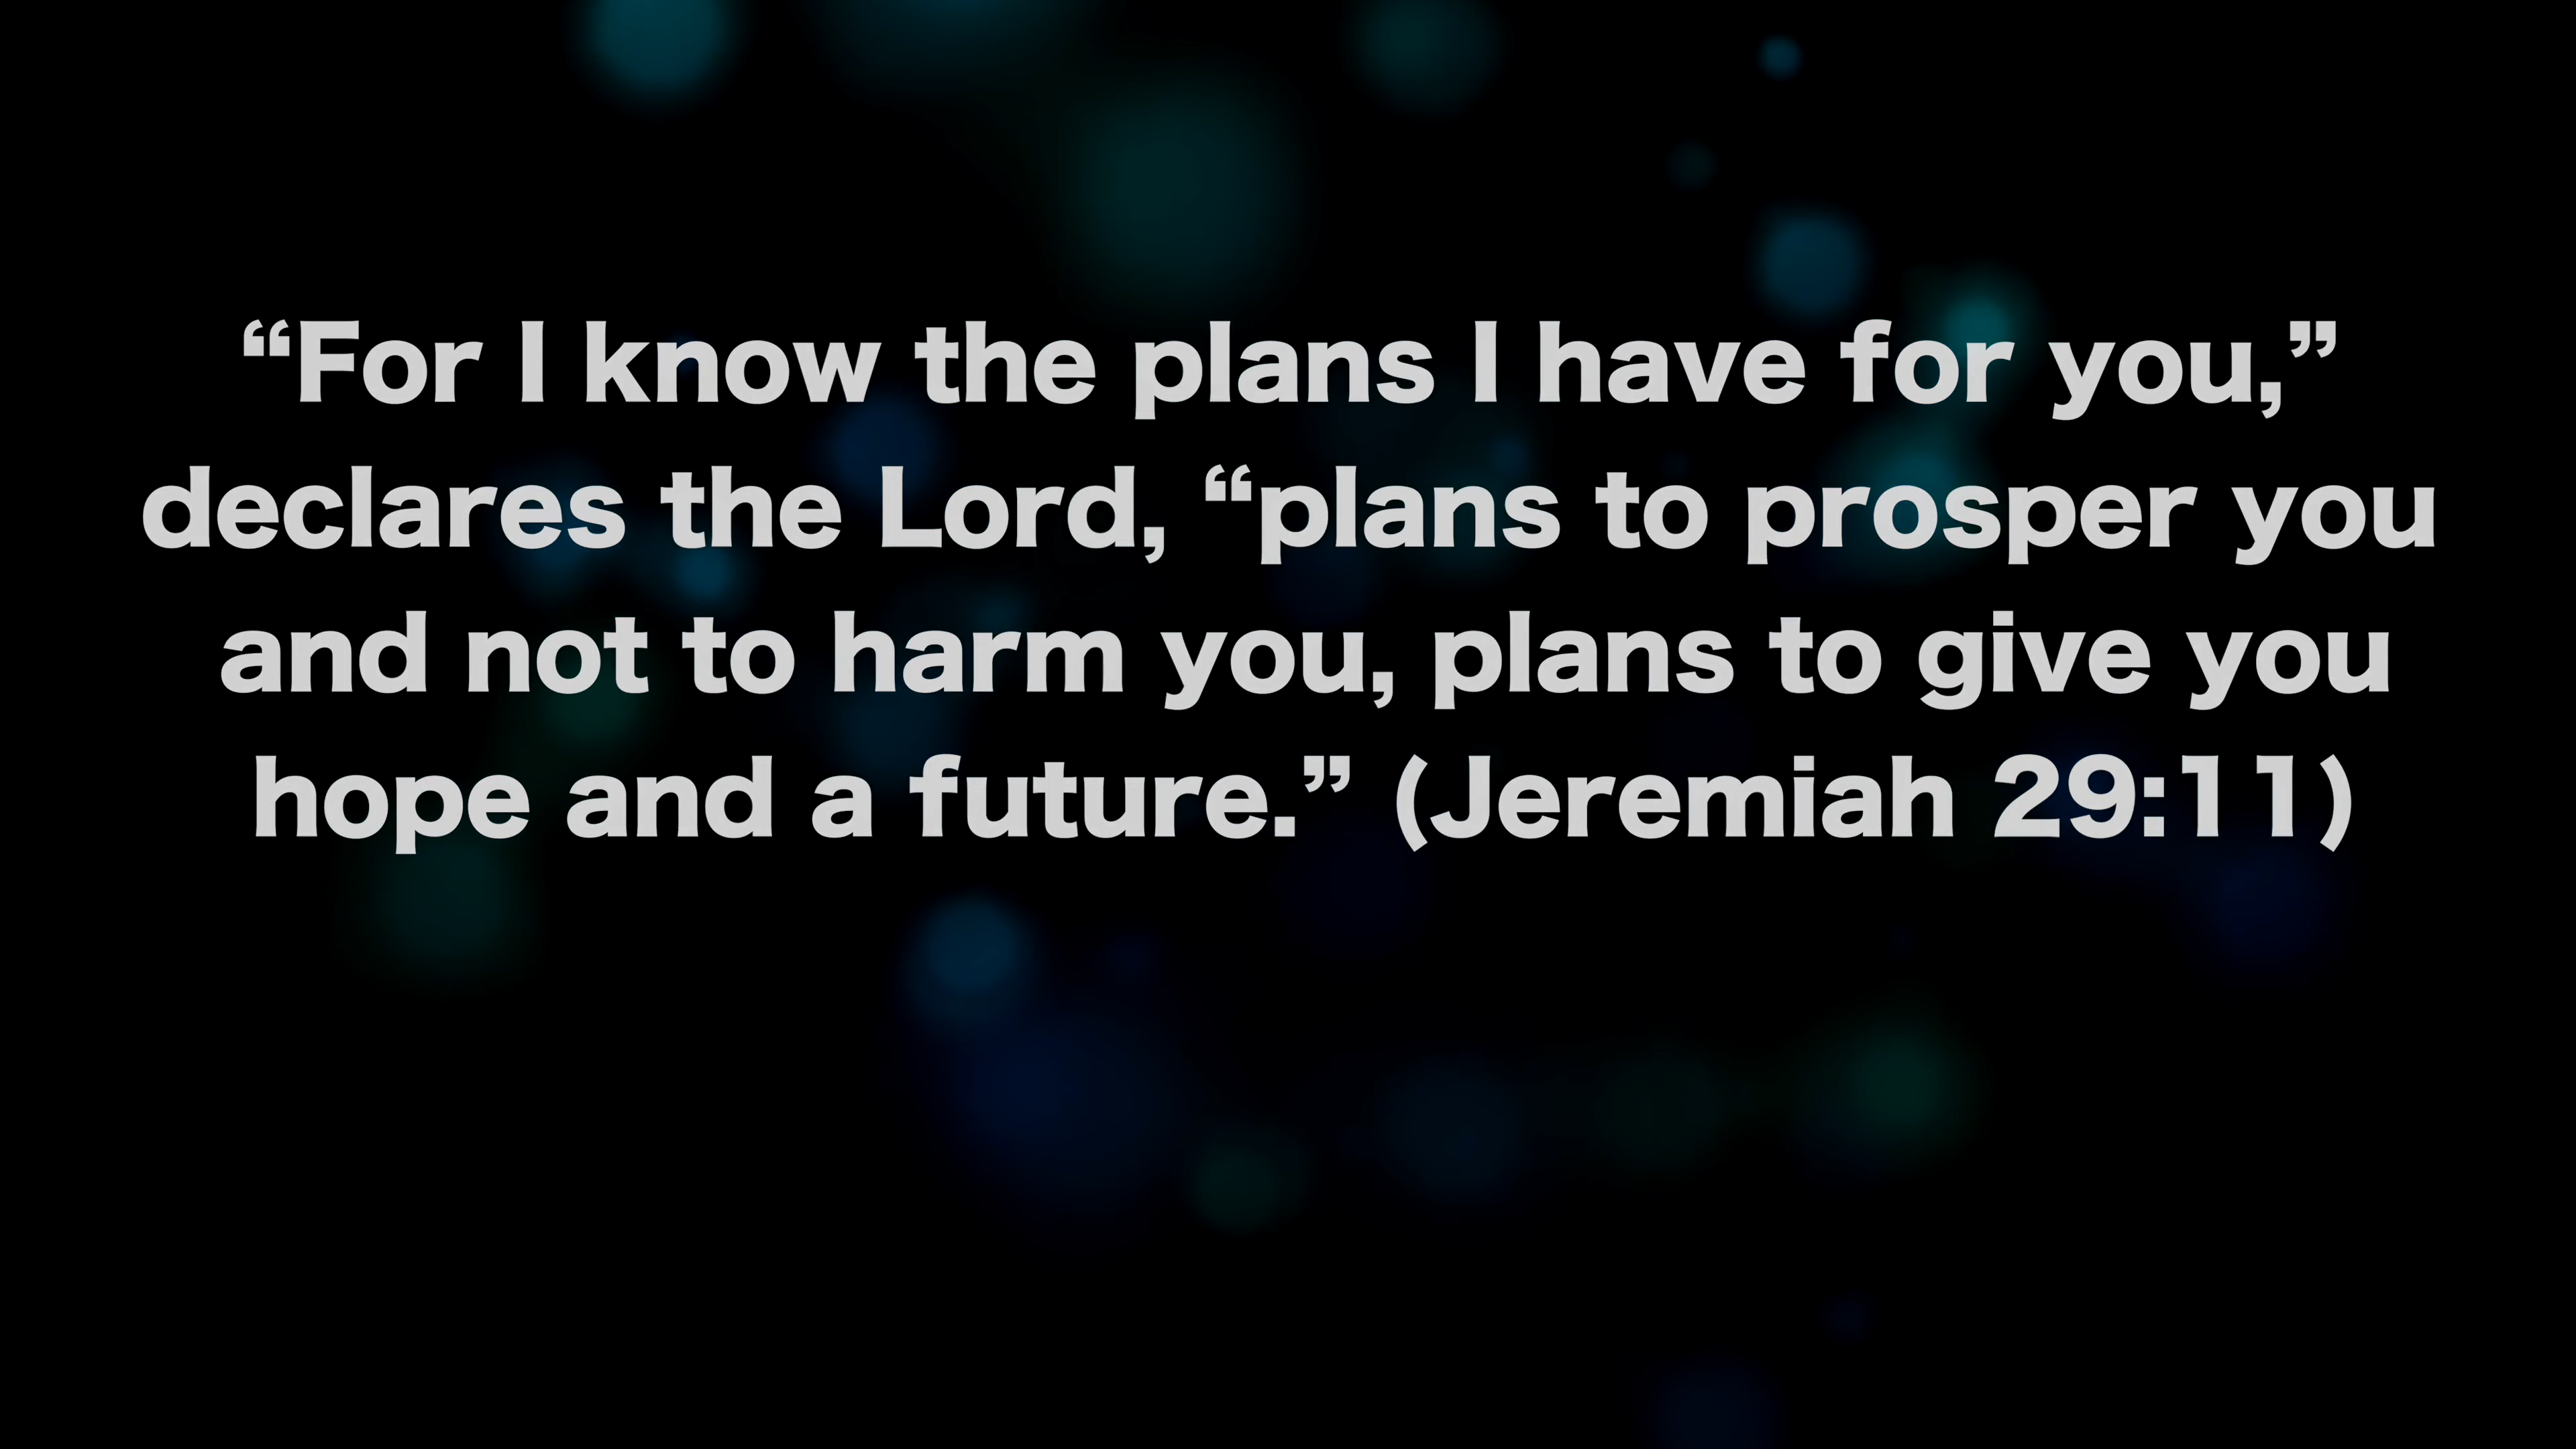 “For I know the plans I have for you,”
declares the Lord, “plans to prosper you
and not to harm you, plans to give you
hope and a future.” (Jeremiah 29:11)